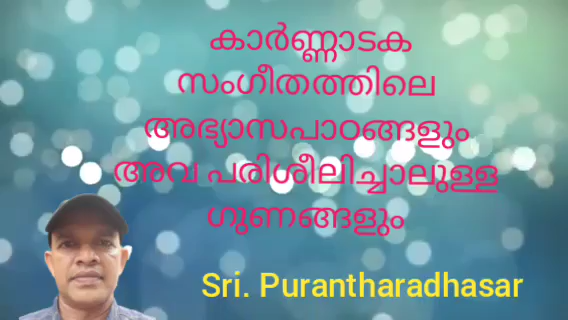 കാർണ്ണാടക
സംഗീതത്തിലെ
അഭ്യാസപാഠങ്ങളും
അവ പരിശീലിച്ചാലുള്ള
ഗുണങ്ങളും
Sri. Purantharadhasar